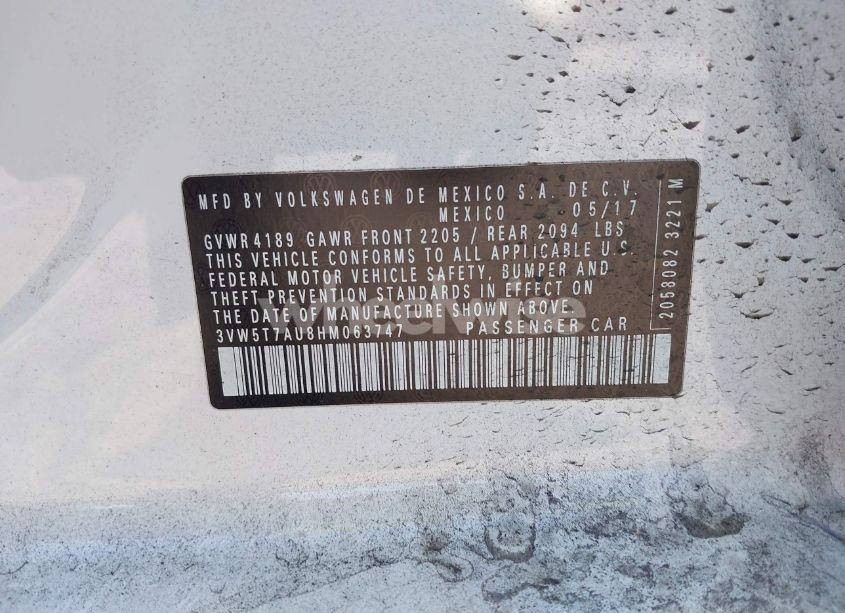 MFD BY VOLKSWAGEN DE MEXICO S.A. DE C.V.
MEXICO 05/17
GVWR 4189 GAWR FRONT 2205 / REAR 2094 LBS
THIS VEHICLE CONFORMS TO ALL APPLICABLE U.S.
FEDERAL MOTOR VEHICLE SAFETY, BUMPER AND
THEFT PREVENTION STANDARDS IN EFFECT ON
THE DATE OF MANUFACTURE SHOWN ABOVE
3VW5T7AU8HM063747 PASSENGER CAR
2058082 3221 M